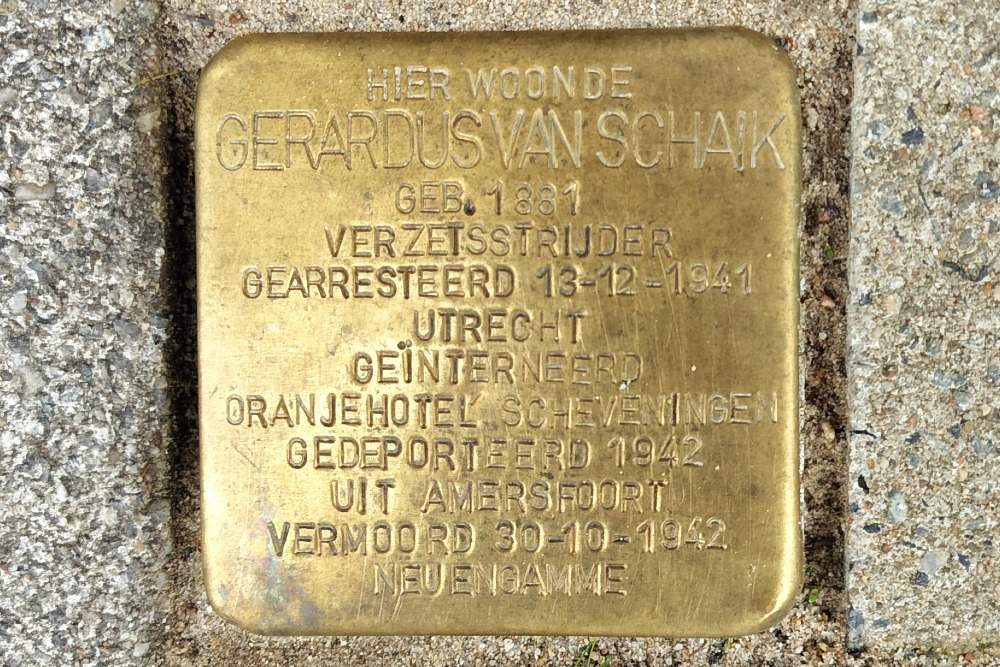 HIER WOONDE
GERARDUS VAN SCHAIK
GEB. 1881
VERZETSSTRIJDER
GEARRESTEERD 13-12-1941
UTRECHT
GEÏNTERNEERD
ORANJEHOTEL SCHEVENINGEN
GEDEPORTEERD 1942
UIT AMERSFOORT
VERMOORD 30-10-1942
NEUENGAMME